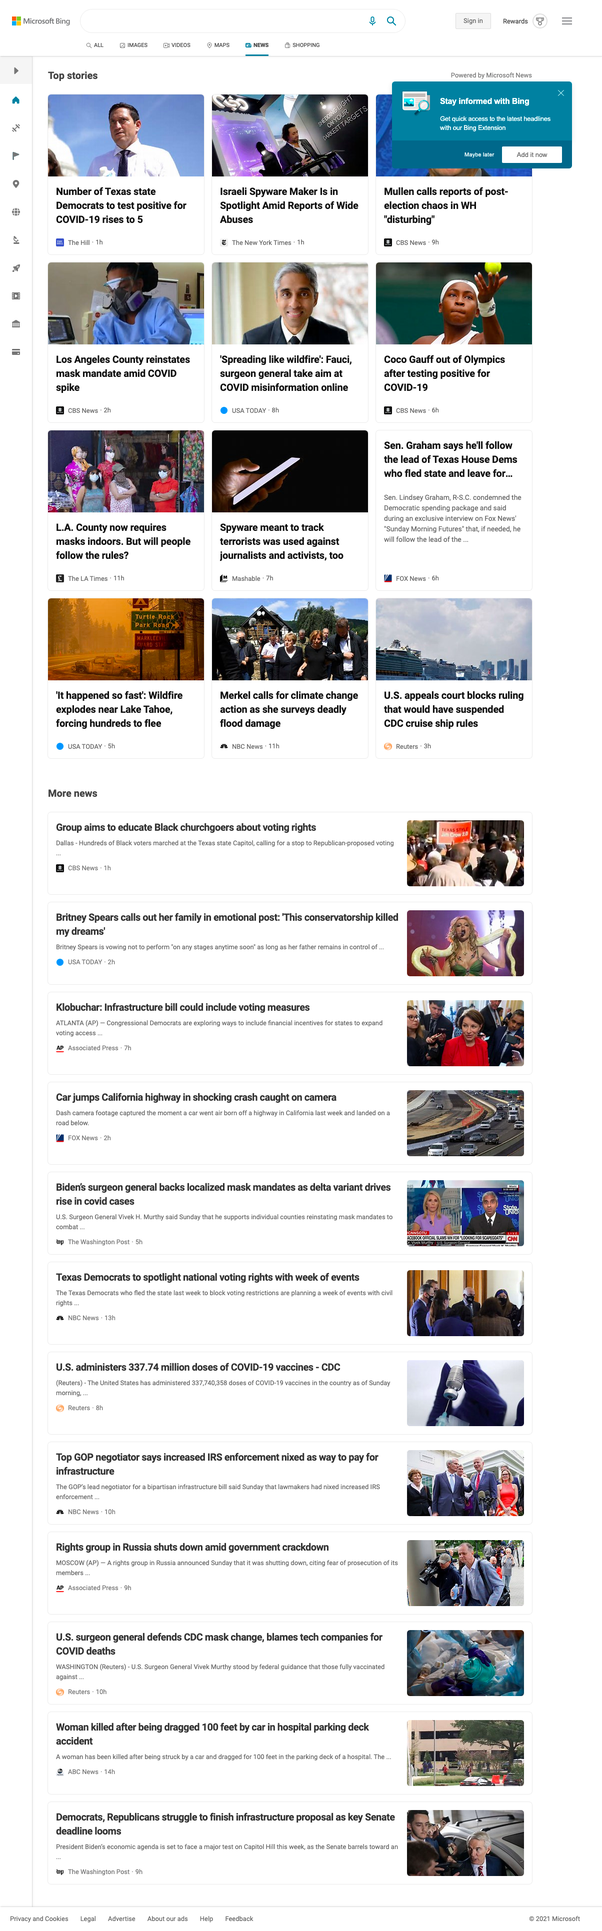 Microsoft Bing
Sign in
Rewards
ALL
IMAGES
VIDEOS
MAPS
NEWS
SHOPPING
Top stories
Powered by Microsoft News
Stay informed with Bing
Get quick access to the latest headlines
with our Bing Extension
Maybe later
Add it now
Number of Texas state
Democrats to test positive for
COVID-19 rises to 5
The Hill · 1h
Israeli Spyware Maker Is in
Spotlight Amid Reports of Wide
Abuses
The New York Times · 1h
Mullen calls reports of post-
election chaos in WH
"disturbing"
CBS News · 9h
Los Angeles County reinstates
mask mandate amid COVID
spike
CBS News · 2h
'Spreading like wildfire': Fauci,
surgeon general take aim at
COVID misinformation online
USA TODAY · 8h
Coco Gauff out of Olympics
after testing positive for
COVID-19
CBS News · 6h
L.A. County now requires
masks indoors. But will people
follow the rules?
The LA Times · 11h
Spyware meant to track
terrorists was used against
journalists and activists, too
Mashable · 7h
Sen. Graham says he'll follow
the lead of Texas House Dems
who fled state and leave for...
Sen. Lindsey Graham, R-S.C. condemned the
Democratic spending package and said
during an exclusive interview on Fox News'
"Sunday Morning Futures" that, if needed, he
will follow the lead of the ...
FOX News · 6h
Turtle Rock
Park Road
'It happened so fast': Wildfire
explodes near Lake Tahoe,
forcing hundreds to flee
USA TODAY · 5h
Merkel calls for climate change
action as she surveys deadly
flood damage
NBC News · 11h
U.S. appeals court blocks ruling
that would have suspended
CDC cruise ship rules
Reuters · 3h
More news
Group aims to educate Black churchgoers about voting rights
Dallas - Hundreds of Black voters marched at the Texas state Capitol, calling for a stop to Republican-proposed voting
...
CBS News · 1h
Britney Spears calls out her family in emotional post: 'This conservatorship killed
my dreams'
Britney Spears is vowing not to perform "on any stages anytime soon" as long as her father remains in control of ...
USA TODAY · 2h
Klobuchar: Infrastructure bill could include voting measures
ATLANTA (AP) — Congressional Democrats are exploring ways to include financial incentives for states to expand
voting access ...
AP Associated Press · 7h
Car jumps California highway in shocking crash caught on camera
Dash camera footage captured the moment a car went air born off a highway in California last week and landed on a
road below.
FOX News · 2h
Biden's surgeon general backs localized mask mandates as delta variant drives
rise in covid cases
U.S. Surgeon General Vivek H. Murthy said Sunday that he supports individual counties reinstating mask mandates to
combat ...
wp The Washington Post · 5h
CNN
Texas Democrats to spotlight national voting rights with week of events
The Texas Democrats who fled the state last week to block voting restrictions are planning a week of events with civil
rights ...
NBC News · 13h
U.S. administers 337.74 million doses of COVID-19 vaccines - CDC
(Reuters) - The United States has administered 337,740,358 doses of COVID-19 vaccines in the country as of Sunday
morning, ...
Reuters · 8h
Top GOP negotiator says increased IRS enforcement nixed as way to pay for
infrastructure
The GOP's lead negotiator for a bipartisan infrastructure bill said Sunday that lawmakers had nixed increased IRS
enforcement ...
NBC News · 10h
Rights group in Russia shuts down amid government crackdown
MOSCOW (AP) — A rights group in Russia announced Sunday that it was shutting down, citing fear of prosecution of its
members ...
AP Associated Press · 9h
U.S. surgeon general defends CDC mask change, blames tech companies for
COVID deaths
WASHINGTON (Reuters) - U.S. Surgeon General Vivek Murthy stood by federal guidance that those fully vaccinated
against ...
Reuters · 10h
Woman killed after being dragged 100 feet by car in hospital parking deck
accident
A woman has been killed after being struck by a car and dragged for 100 feet in the parking deck of a hospital. The ...
ABC News · 14h
Democrats, Republicans struggle to finish infrastructure proposal as key Senate
deadline looms
President Biden's economic agenda is set to face a major test on Capitol Hill this week, as the Senate barrels toward an
...
wp The Washington Post · 9h
Privacy and Cookies
Legal
Advertise
About our ads
Help
Feedback
© 2021 Microsoft